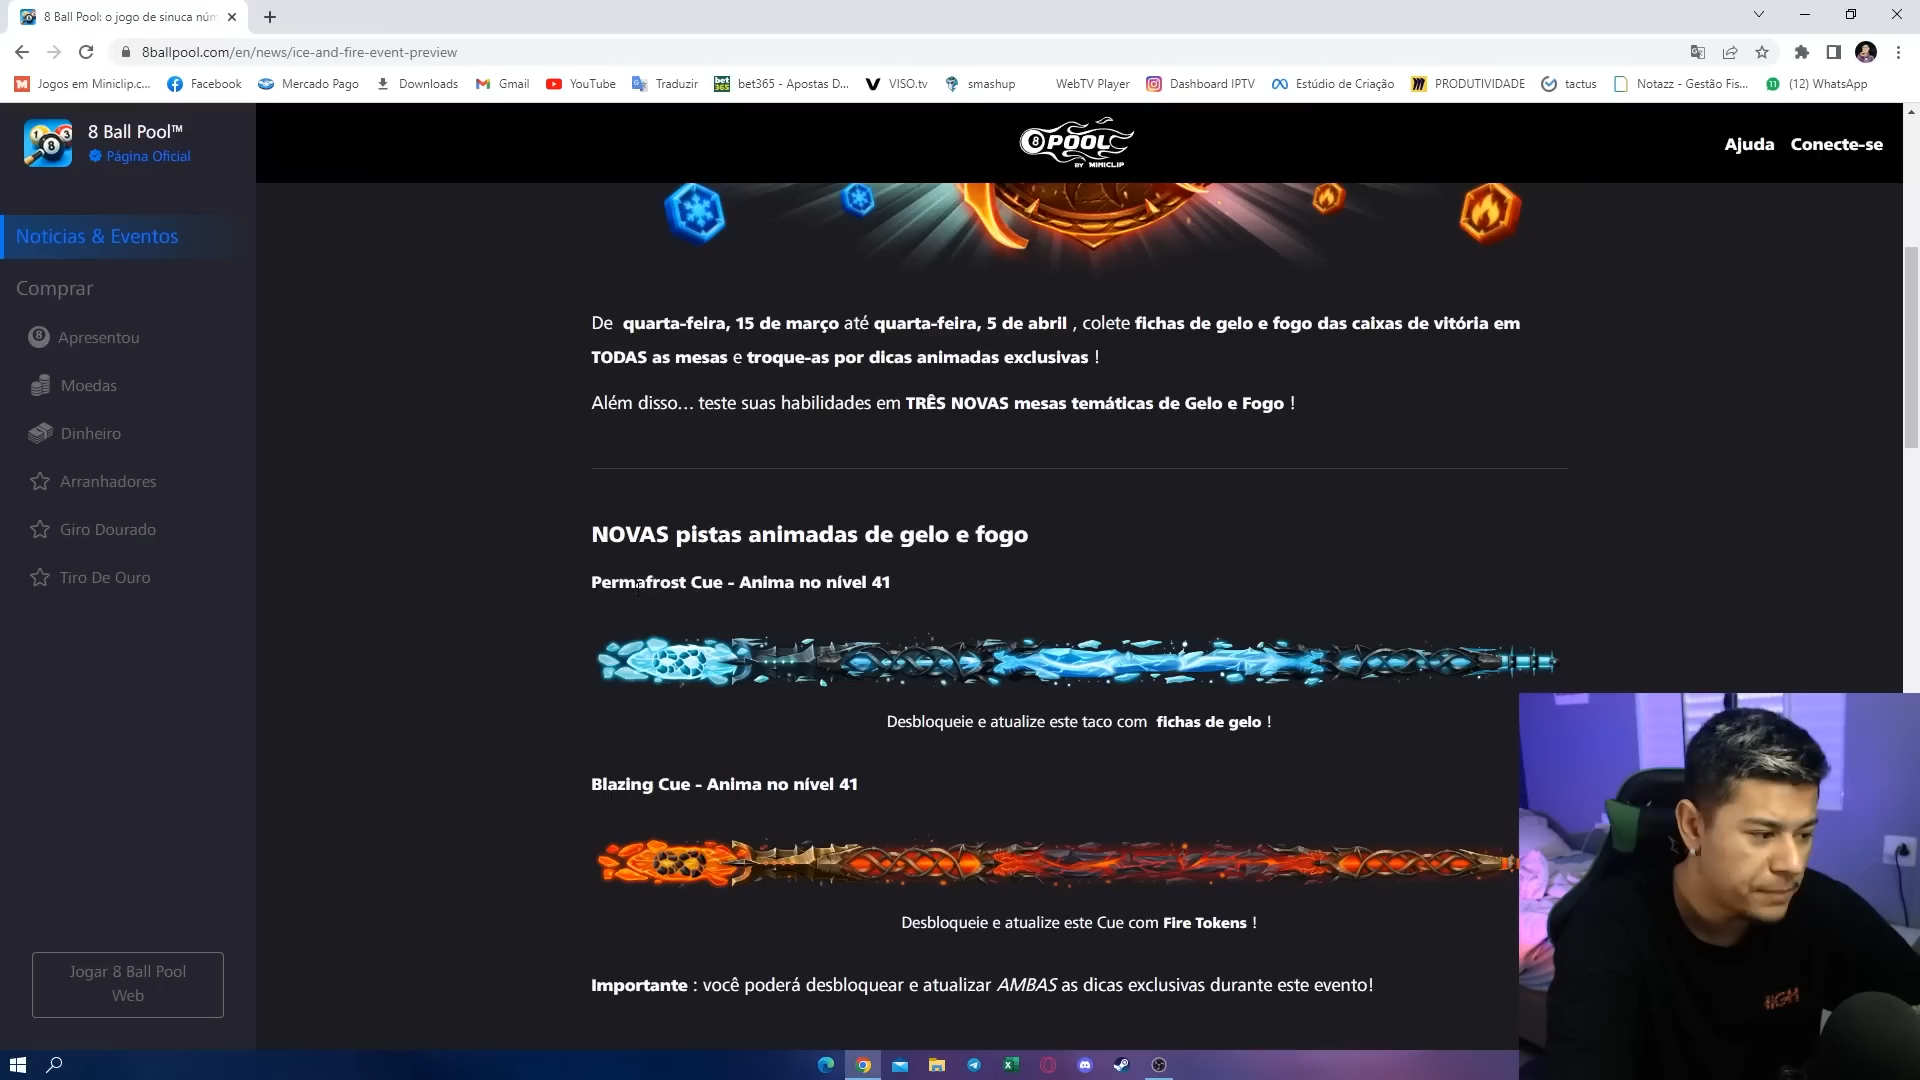 8 Ball Pool: o jogo de sinuca núm
8ballpool.com/en/news/ice-and-fire-event-preview
Jogos em Miniclip.c...
Facebook
Mercado Pago
Downloads
Gmail
YouTube
Traduzir
bet365 - Apostas D...
VISO.tv
smashup
WebTV Player
Dashboard IPTV
Estúdio de Criação
PRODUTIVIDADE
tactus
Notazz - Gestão Fis...
(12) WhatsApp
8 Ball Pool™
Página Oficial
8 POOL
BY MINICLIP
Ajuda
Conecte-se
Noticias & Eventos
Comprar
Apresentou
Moedas
Dinheiro
Arranhadores
Giro Dourado
Tiro De Ouro
Jogar 8 Ball Pool
Web
De quarta-feira, 15 de março até quarta-feira, 5 de abril , colete fichas de gelo e fogo das caixas de vitória em
TODAS as mesas e troque-as por dicas animadas exclusivas !
Além disso... teste suas habilidades em TRÊS NOVAS mesas temáticas de Gelo e Fogo !
NOVAS pistas animadas de gelo e fogo
Permafrost Cue - Anima no nível 41
Desbloqueie e atualize este taco com fichas de gelo !
Blazing Cue - Anima no nível 41
Desbloqueie e atualize este Cue com Fire Tokens !
Importante : você poderá desbloquear e atualizar AMBAS as dicas exclusivas durante este evento!